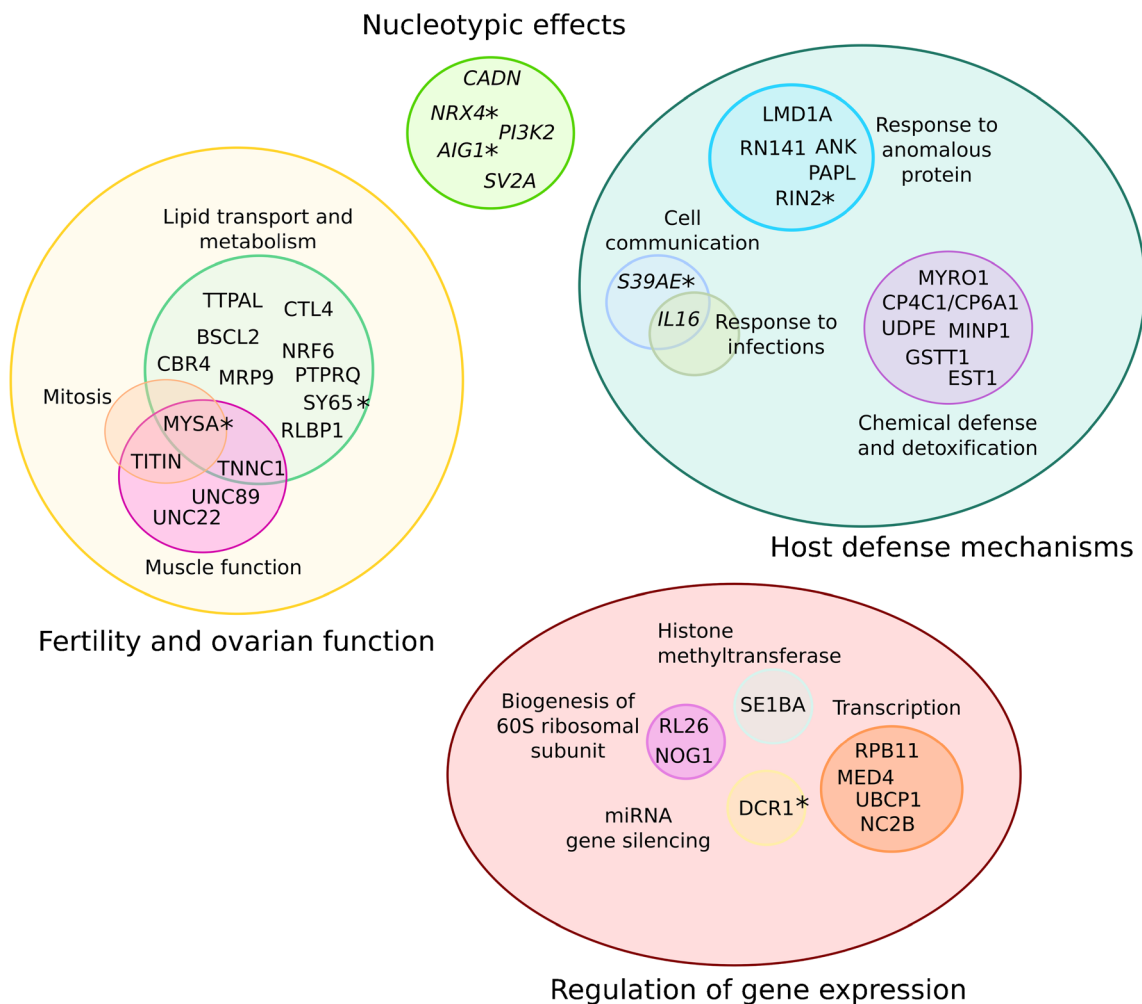 Nucleotypic effects
CADN
NRX4*
PI3K2
AIG1*
SV2A
Lipid transport and
metabolism
TTPAL
CTL4
BSCL2
NRF6
CBR4
MRP9
PTPRQ
SY65*
RLBP1
Mitosis
MYSA*
TITIN
TNNC1
UNC89
UNC22
Muscle function
Fertility and ovarian function
LMD1A
RN141 ANK
PAPL
RIN2*
Response to
anomalous
protein
Cell
communication
S39AE*
IL16
Response to
infections
MYRO1
CP4C1/CP6A1
UDPE MINP1
GSTT1
EST1
Chemical defense
and detoxification
Host defense mechanisms
Histone
methyltransferase
SE1BA
Biogenesis of
60S ribosomal
subunit
RL26
NOG1
Transcription
RPB11
MED4
UBCP1
NC2B
miRNA
gene silencing
DCR1*
Regulation of gene expression